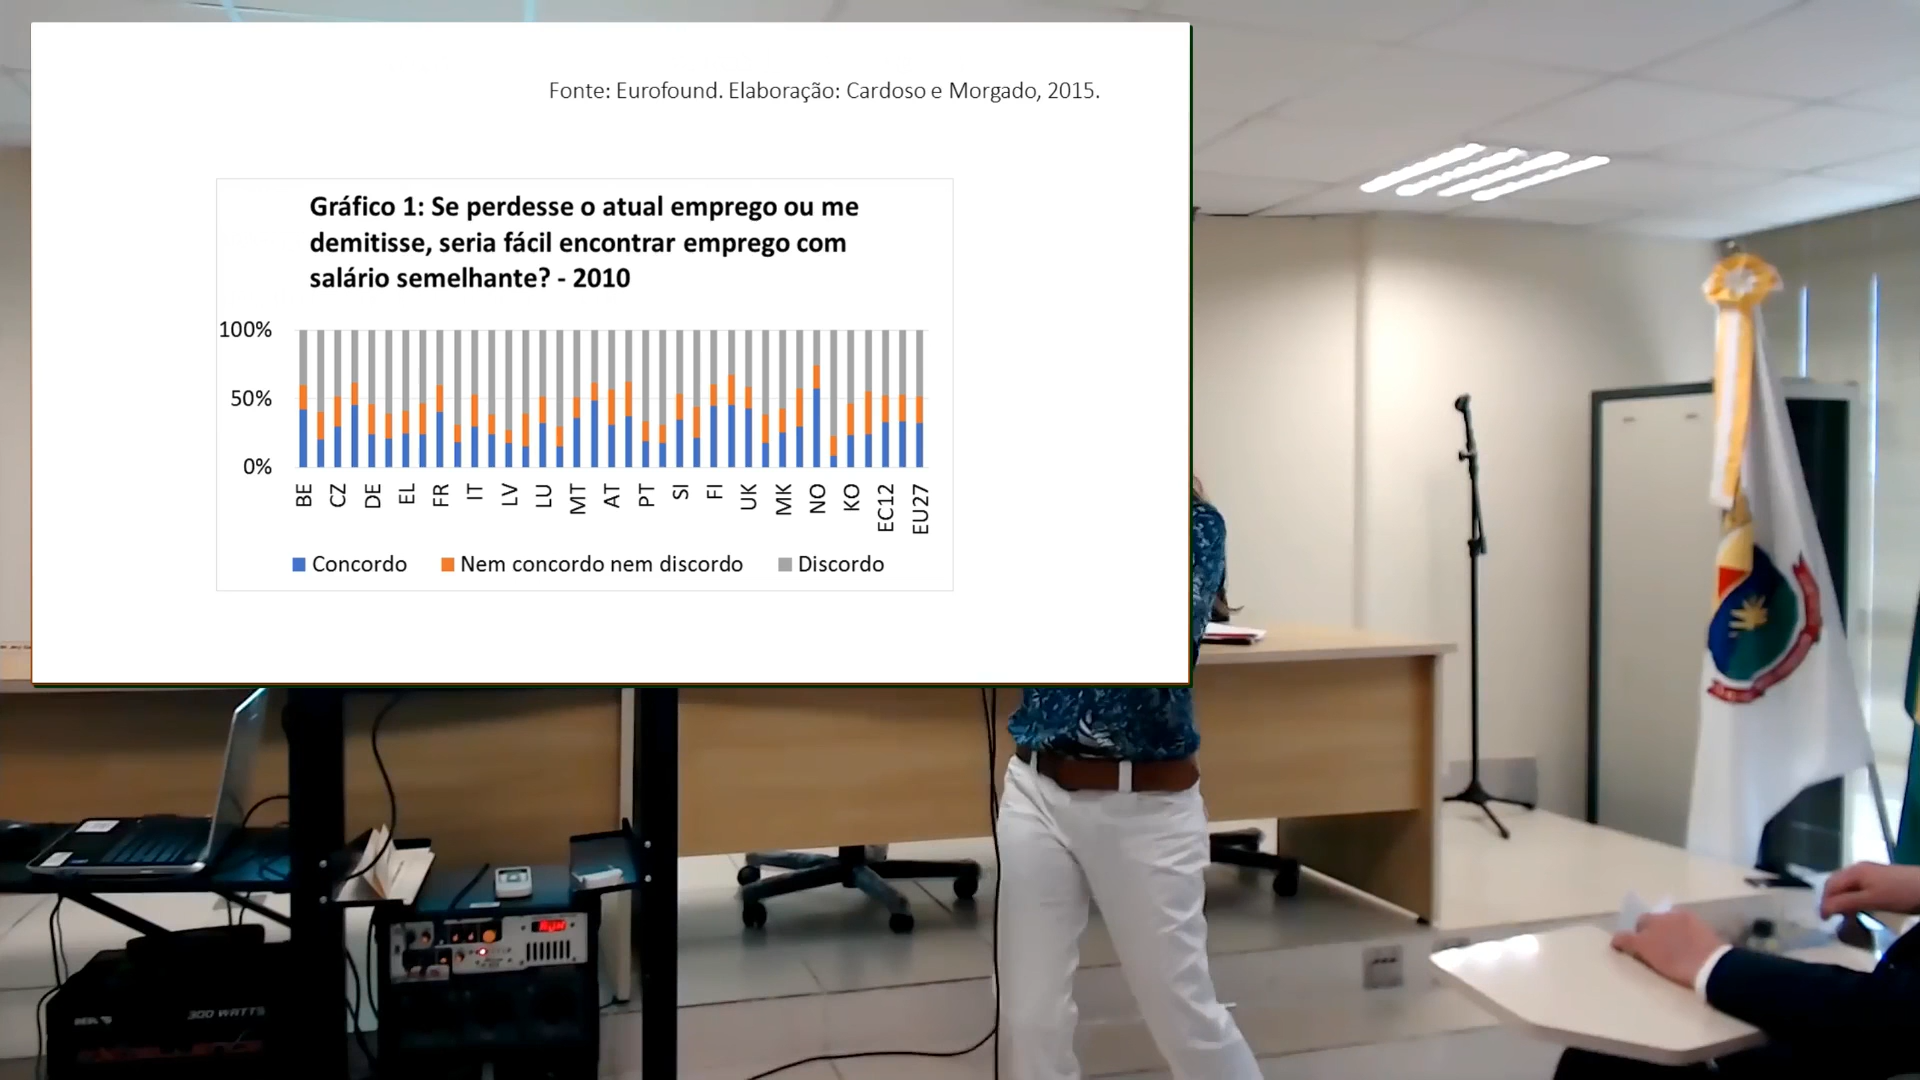 Fonte: Eurofound. Elaboração: Cardoso e Morgado, 2015.
Gráfico 1: Se perdesse o atual emprego ou me
demitisse, seria fácil encontrar emprego com
salário semelhante? - 2010
100%
50%
0%
BE CZ DE EL FR IT LV LU MT AT PT SI FI UK MK NO KO EC12 EU27
Concordo Nem concordo nem discordo Discordo
300 WATTS